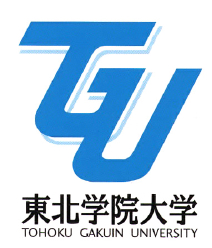 TGU
東北学院大学
TOHOKU GAKUIN UNIVERSITY